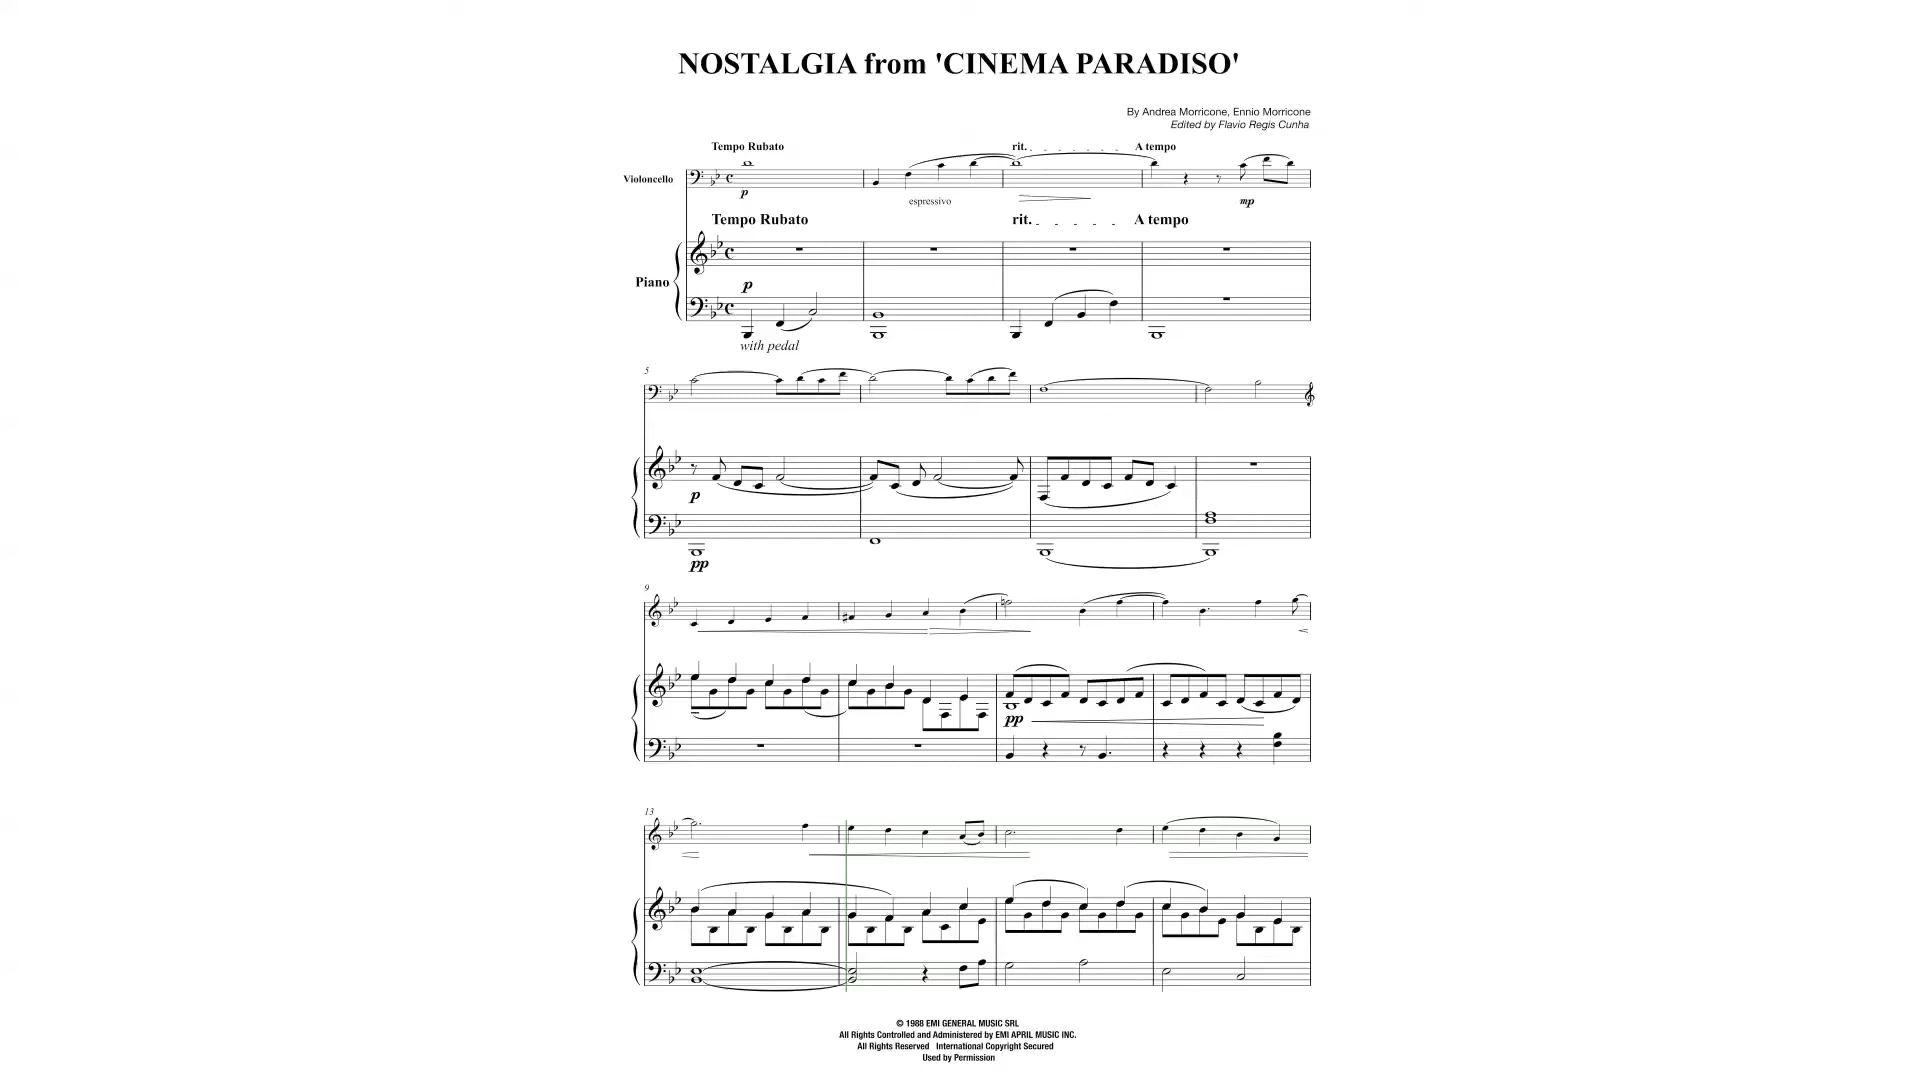 NOSTALGIA from 'CINEMA PARADISO'
By Andrea Morricone, Ennio Morricone
Edited by Flavio Regis Cunha
Tempo Rubato
rit.
A tempo
Violoncello
p
espressivo
mp
Tempo Rubato
rit.
A tempo
Piano
p
with pedal
5
p
pp
9
pp
13
© 1988 EMI GENERAL MUSIC SRL
All Rights Controlled and Administered by EMI APRIL MUSIC INC.
All Rights Reserved International Copyright Secured
Used by Permission